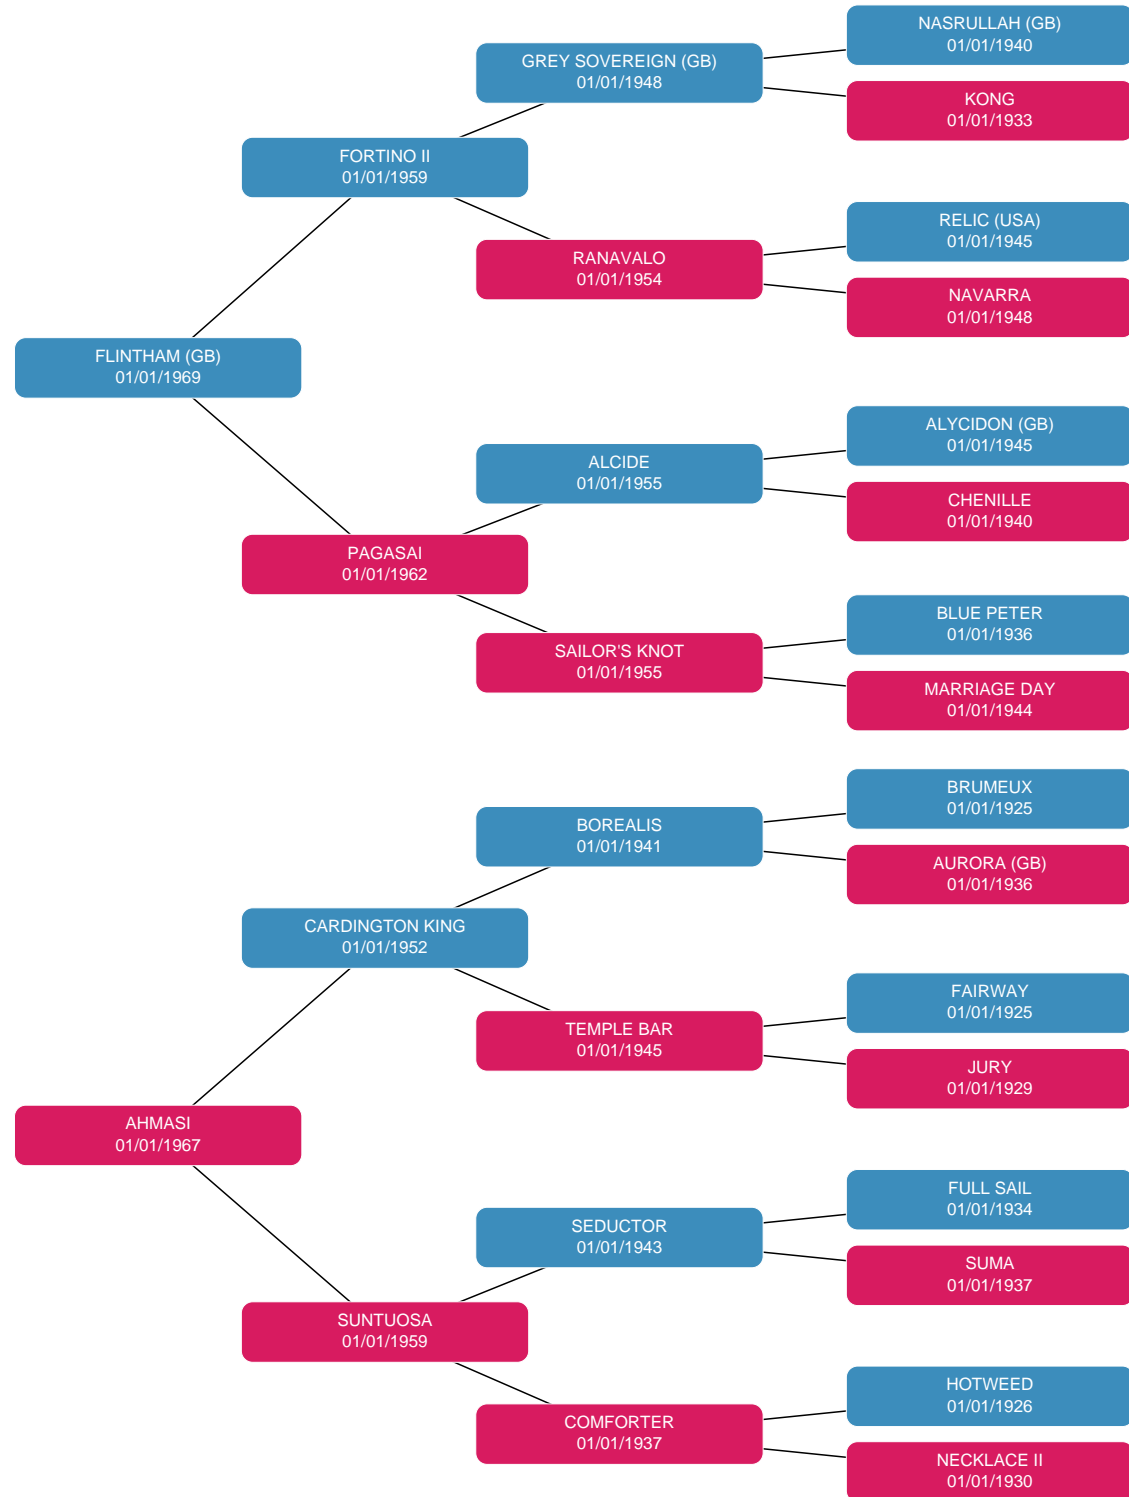 NASRULLAH (GB)
01/01/1940
GREY SOVEREIGN (GB)
01/01/1948
KONG
01/01/1933
FORTINO II
01/01/1959
RELIC (USA)
01/01/1945
RANAVALO
01/01/1954
NAVARRA
01/01/1948
FLINTHAM (GB)
01/01/1969
ALYCIDON (GB)
01/01/1945
ALCIDE
01/01/1955
CHENILLE
01/01/1940
PAGASAI
01/01/1962
BLUE PETER
01/01/1936
SAILOR'S KNOT
01/01/1955
MARRIAGE DAY
01/01/1944
BRUMEUX
01/01/1925
BOREALIS
01/01/1941
AURORA (GB)
01/01/1936
CARDINGTON KING
01/01/1952
FAIRWAY
01/01/1925
TEMPLE BAR
01/01/1945
JURY
01/01/1929
AHMASI
01/01/1967
FULL SAIL
01/01/1934
SEDUCTOR
01/01/1943
SUMA
01/01/1937
SUNTUOSA
01/01/1959
HOTWEED
01/01/1926
COMFORTER
01/01/1937
NECKLACE II
01/01/1930